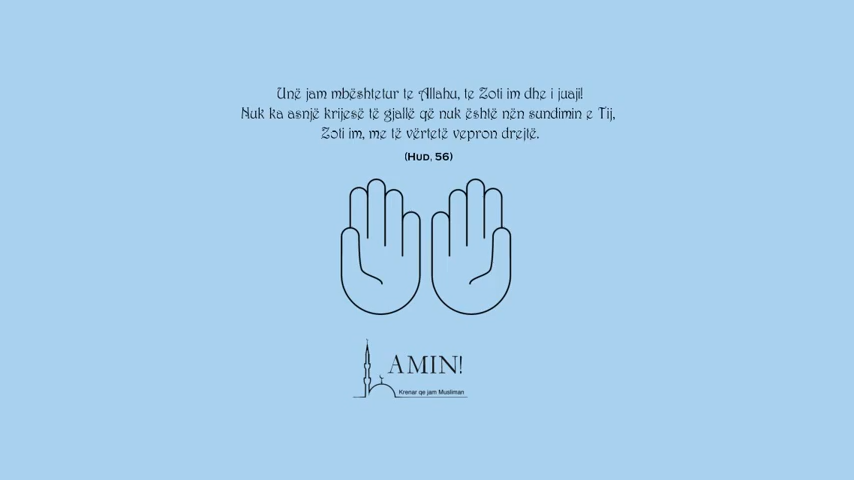 Unë jam mbështetur te Allahu, te Zoti im dhe i juaji!
Nuk ka asnjë krijesë të gjallë që nuk është nën sundimin e Tij,
Zoti im, me të vërtetë vepron drejtë.
(Hud, 56)
AMIN!
Krenar qe jam Musliman